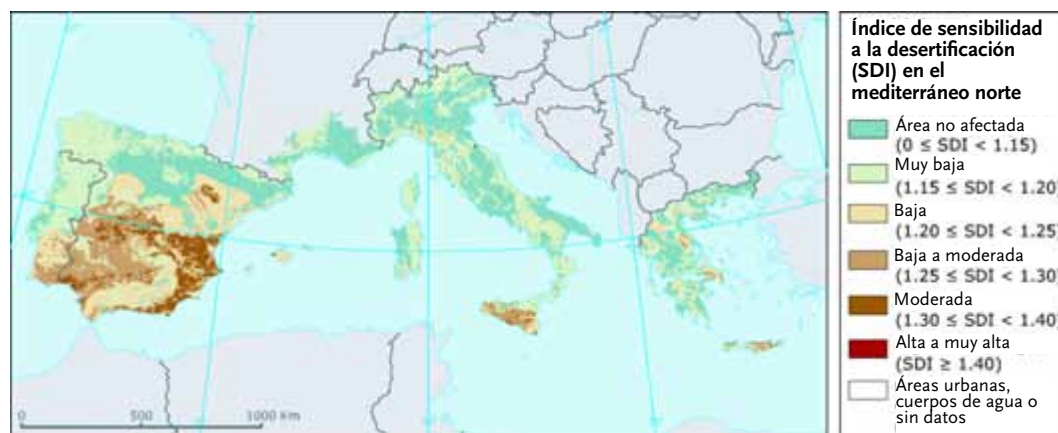 Índice de sensibilidad
a la desertificación
(SDI) en el
mediterráneo norte
Área no afectada
(0 ≤ SDI < 1.15)
Muy baja
(1.15 ≤ SDI < 1.20)
Baja
(1.20 ≤ SDI < 1.25)
Baja a moderada
(1.25 ≤ SDI < 1.30)
Moderada
(1.30 ≤ SDI < 1.40)
Alta a muy alta
(SDI ≥ 1.40)
Áreas urbanas,
cuerpos de agua o
sin datos
0 500 1000 Km